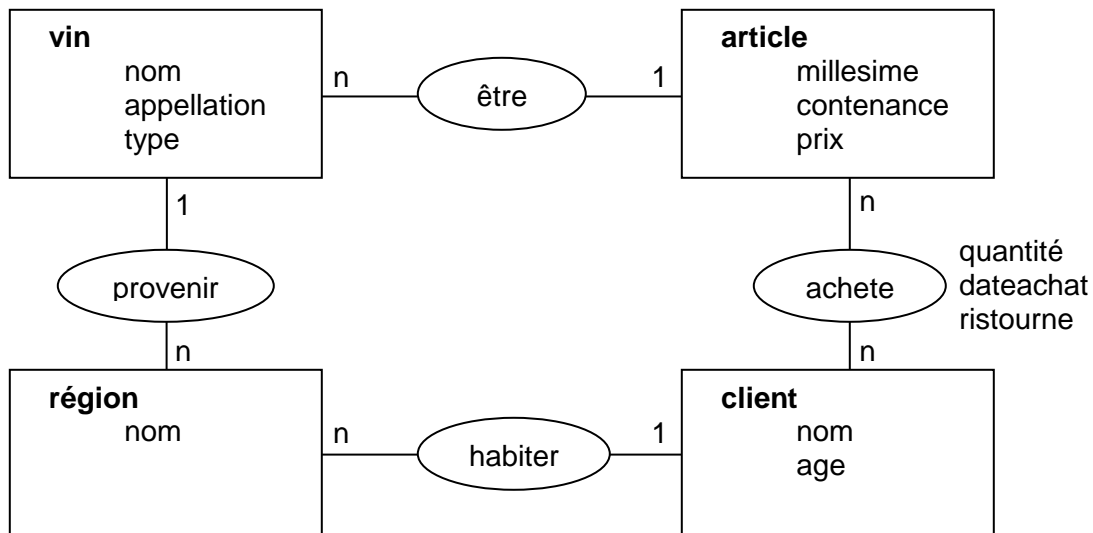 vin
nom
appellation
type
n
être
1
article
millesime
contenance
prix
1
provenir
n
n
achete
quantité
dateachat
ristourne
n
région
nom
n
habiter
1
client
nom
age